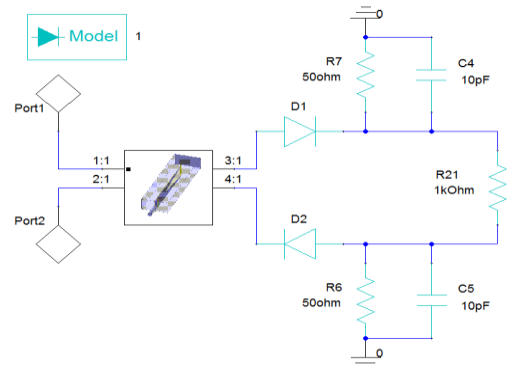 Model 1
0
R7
50ohm
C4
10pF
Port1
D1
1:1
3:1
2:1
4:1
R21
1kOhm
Port2
D2
R6
50ohm
C5
10pF
0